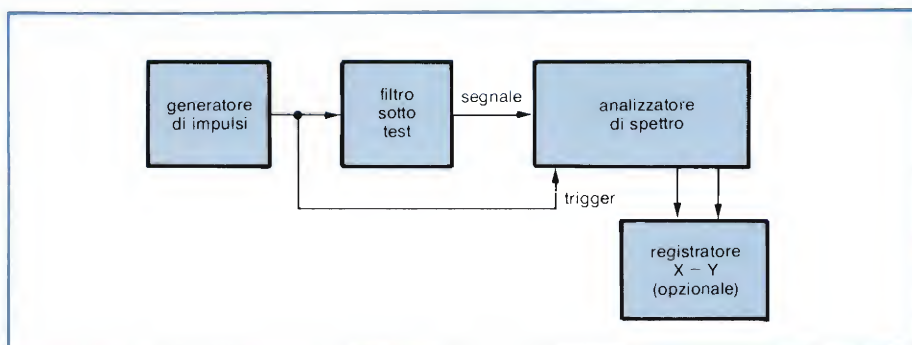 generatore
di impulsi
filtro
sotto
test
segnale
analizzatore
di spettro
trigger
registratore
X – Y
(opzionale)